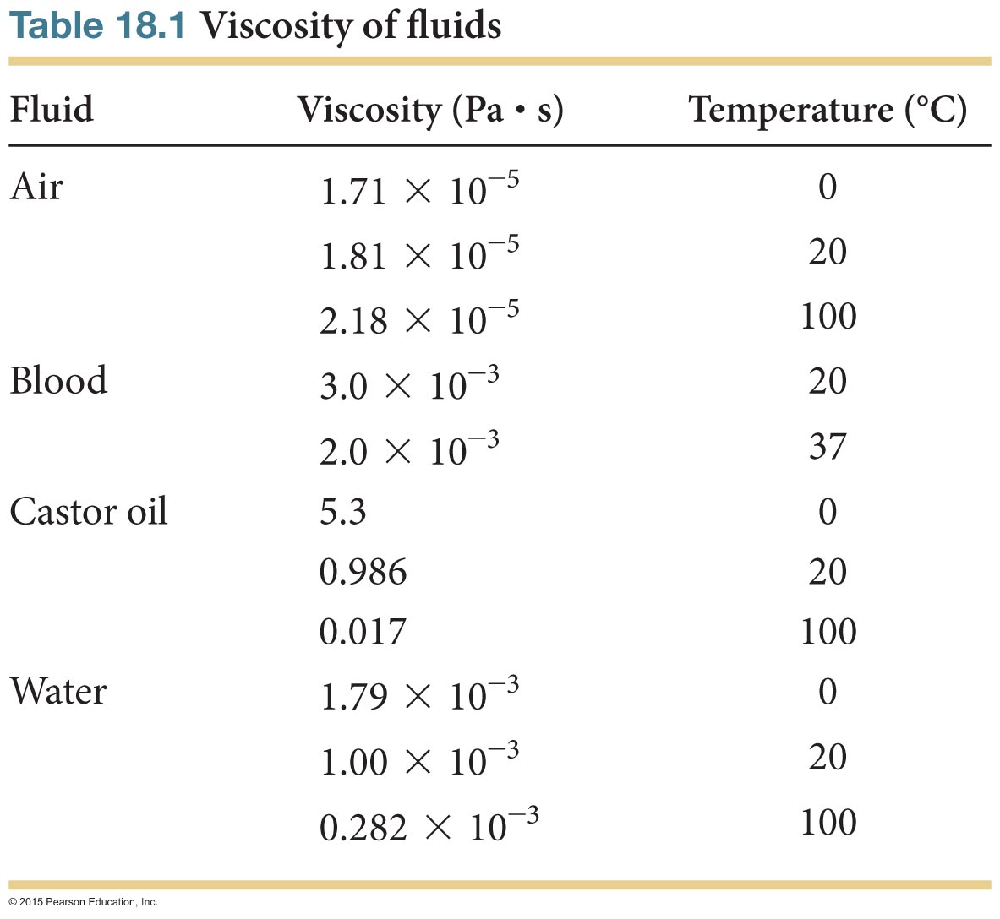 Table 18.1 Viscosity of fluids
Fluid Viscosity (Pa • s) Temperature (°C)
Air 1.71 × 10⁻⁵ 0
1.81 × 10⁻⁵ 20
2.18 × 10⁻⁵ 100
Blood 3.0 × 10⁻³ 20
2.0 × 10⁻³ 37
Castor oil 5.3 0
0.986 20
0.017 100
Water 1.79 × 10⁻³ 0
1.00 × 10⁻³ 20
0.282 × 10⁻³ 100
© 2015 Pearson Education, Inc.